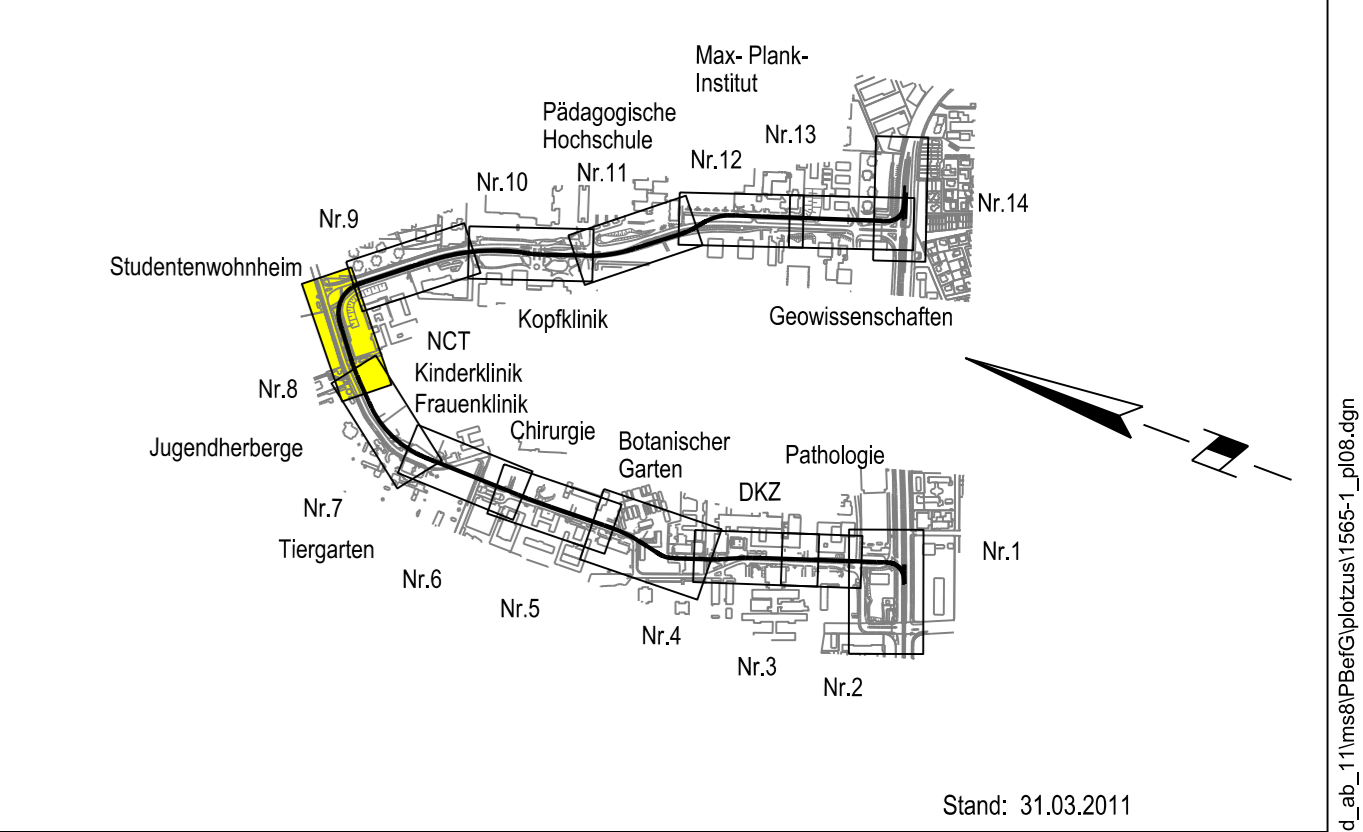 Max- Plank-
Institut
Pädagogische
Hochschule
Nr.13
Nr.12
Nr.11
Nr.10
Nr.14
Nr.9
Studentenwohnheim
Kopfklinik
Geowissenschaften
NCT
Kinderklinik
Frauenklinik
Nr.8
Chirurgie
Jugendherberge
Botanischer
Garten
Pathologie
DKZ
Nr.7
Tiergarten
Nr.1
Nr.6
Nr.5
Nr.4
Nr.3
Nr.2
Stand: 31.03.2011
d_ab_11\ms8\PBefG\plotzus\1565-1_pl08.dgn